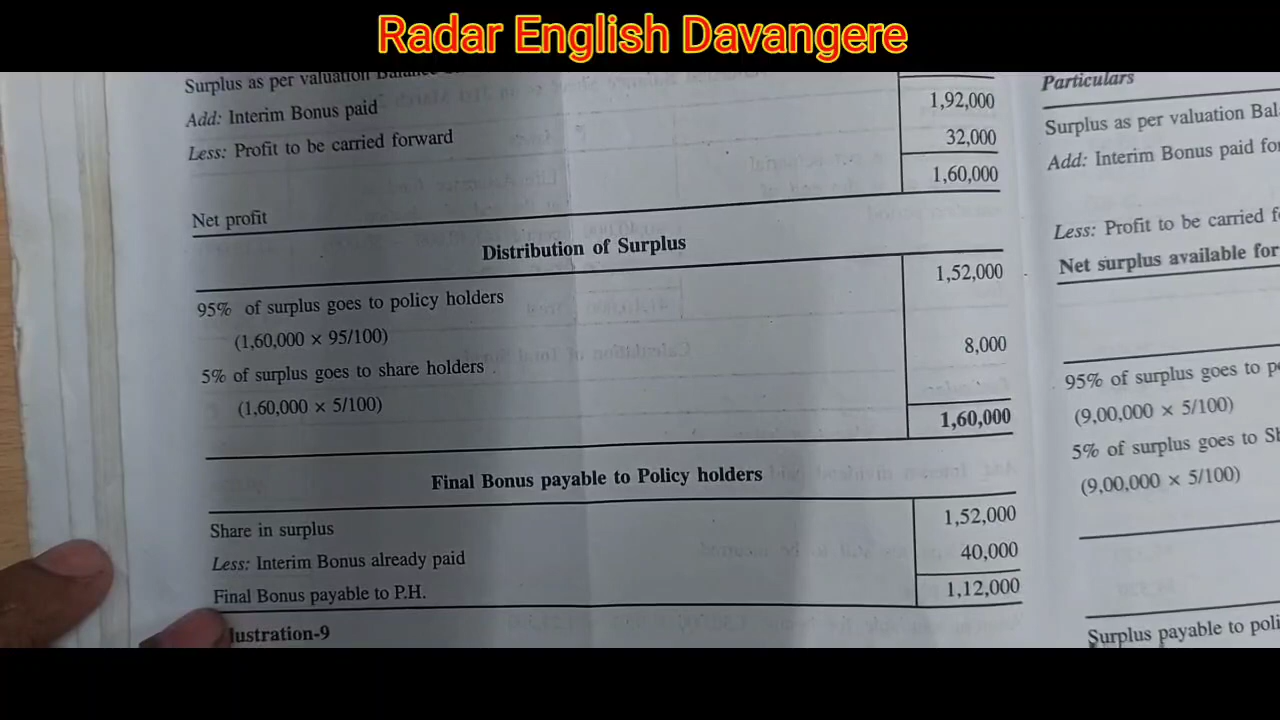 Radar English Davangere
Surplus as per valuation
Add: Interim Bonus paid 1,92,000
Less: Profit to be carried forward 32,000
1,60,000
Net profit
Distribution of Surplus
95% of surplus goes to policy holders 1,52,000
(1,60,000 × 95/100)
5% of surplus goes to share holders 8,000
(1,60,000 × 5/100)
1,60,000
Final Bonus payable to Policy holders
Share in surplus 1,52,000
Less: Interim Bonus already paid 40,000
Final Bonus payable to P.H. 1,12,000
lustration-9
Particulars
Surplus as per valuation Bal
Add: Interim Bonus paid fo
Less: Profit to be carried f
Net surplus available for
95% of surplus goes to p
(9,00,000 × 5/100)
5% of surplus goes to Sh
(9,00,000 × 5/100)
Surplus payable to poli